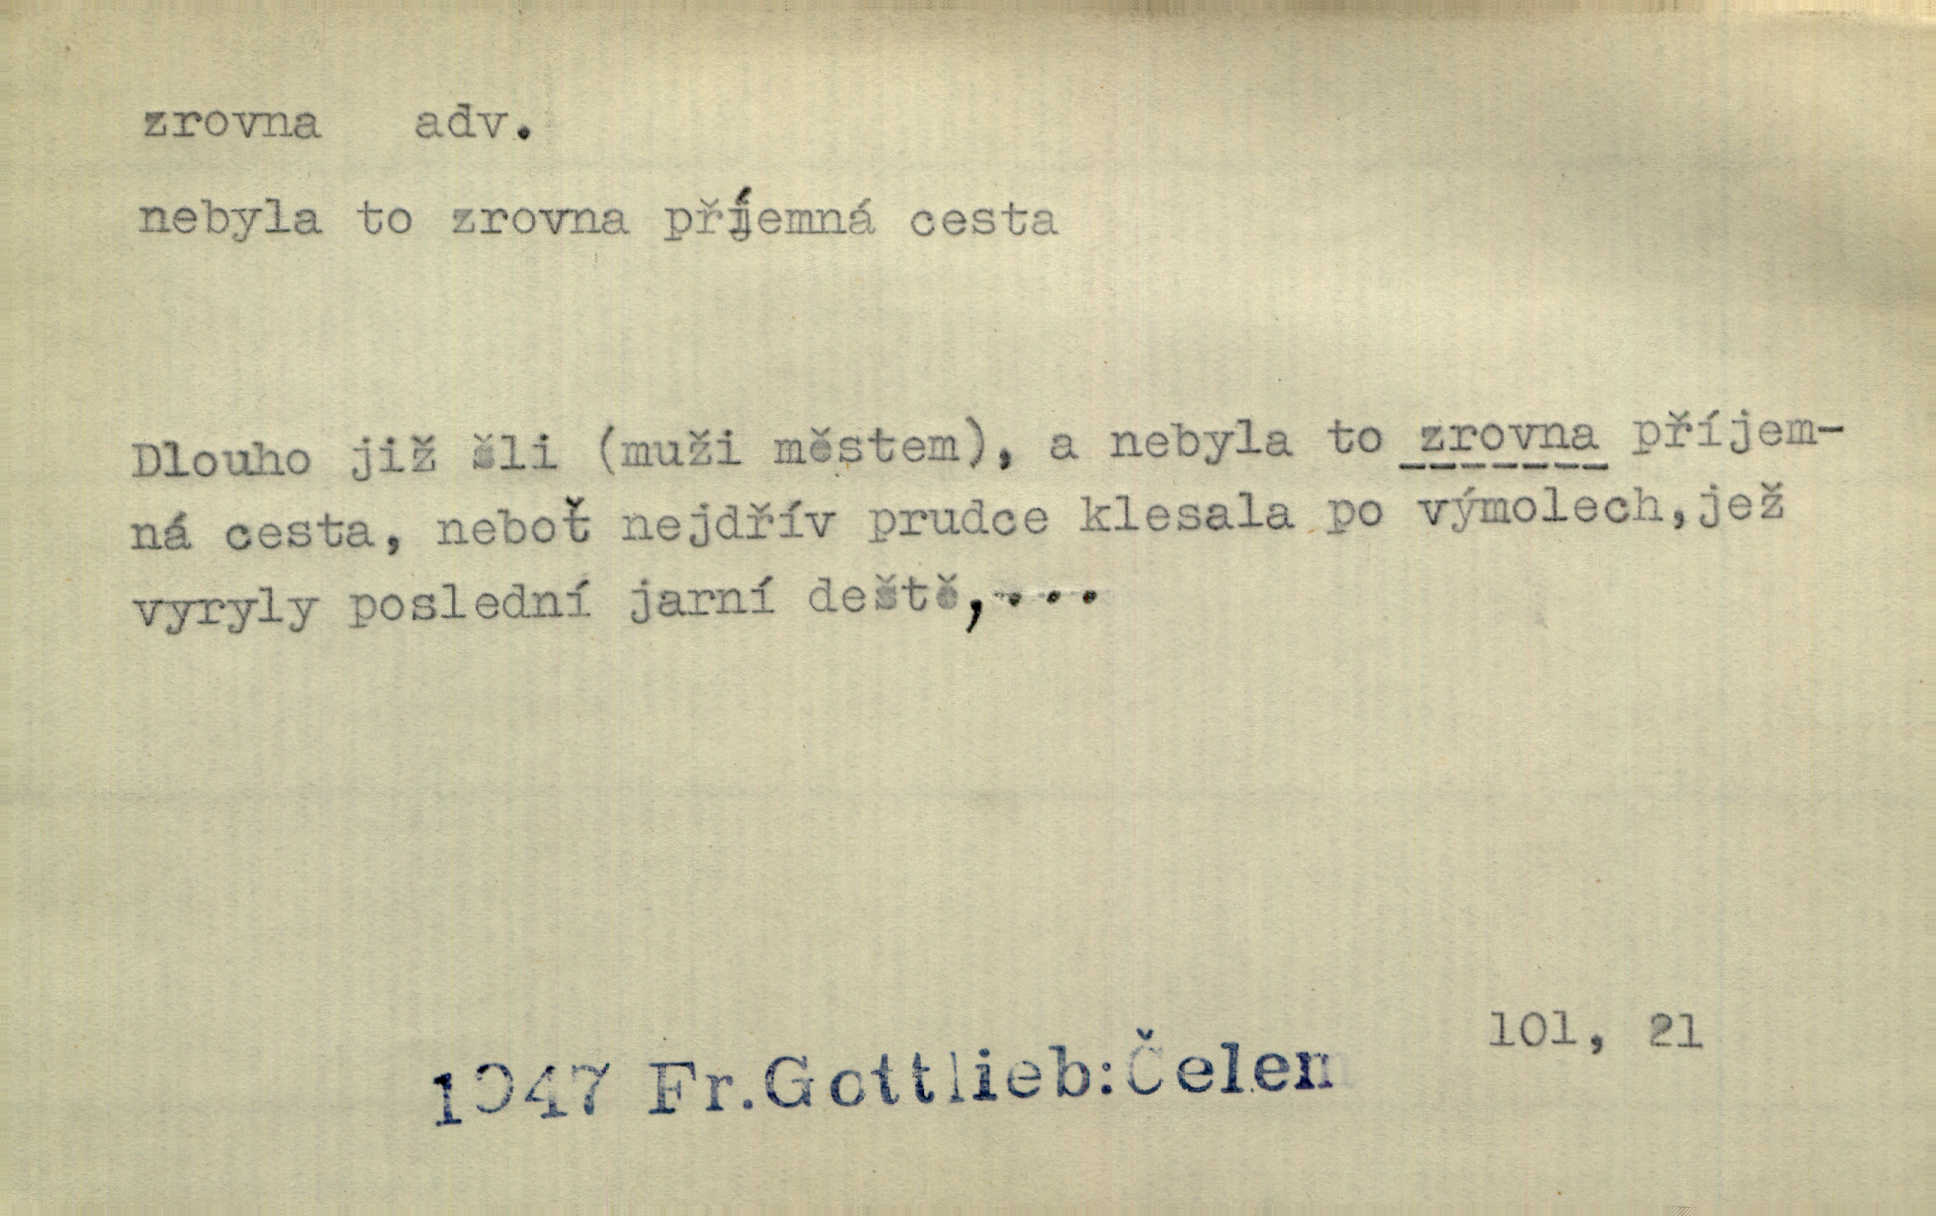 zrovna adv.
nebyla to zrovna příjemná cesta
Dlouho již šli (muži městem), a nebyla to zrovna příjem-
ná cesta, neboť nejdřív prudce klesala po výmolech,jež
vyryly poslední jarní deště,...
101, 21
1947 Fr.Gottlieb:Čelem